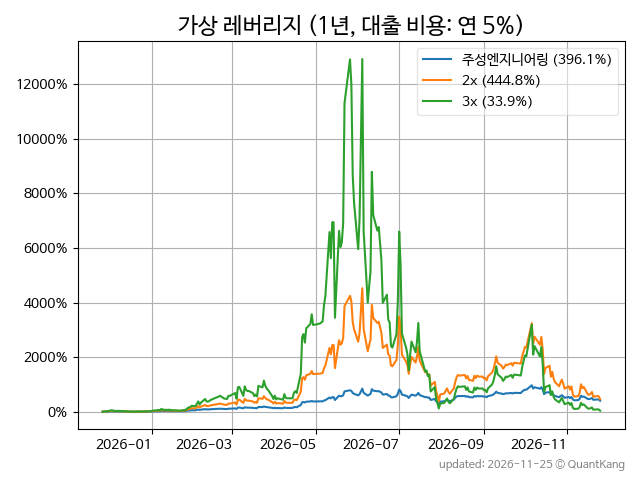 가상 레버리지 (1년, 대출 비용: 연 5%)
주성엔지니어링 (396.1%)
2x (444.8%)
3x (33.9%)
12000%
10000%
8000%
6000%
4000%
2000%
0%
2026-01 2026-03 2026-05 2026-07 2026-09 2026-11
updated: 2026-11-25 © QuantKang